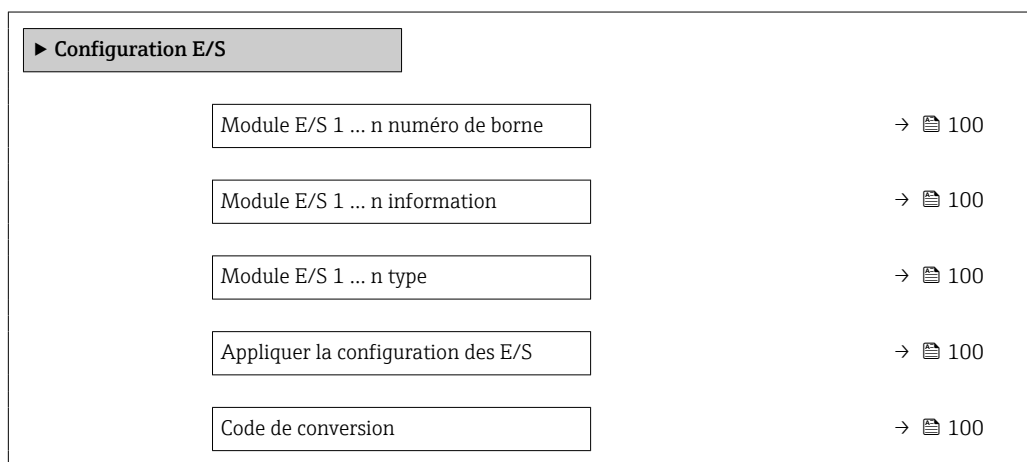 ▶ Configuration E/S
Module E/S 1 … n numéro de borne → 100
Module E/S 1 … n information → 100
Module E/S 1 … n type → 100
Appliquer la configuration des E/S → 100
Code de conversion → 100